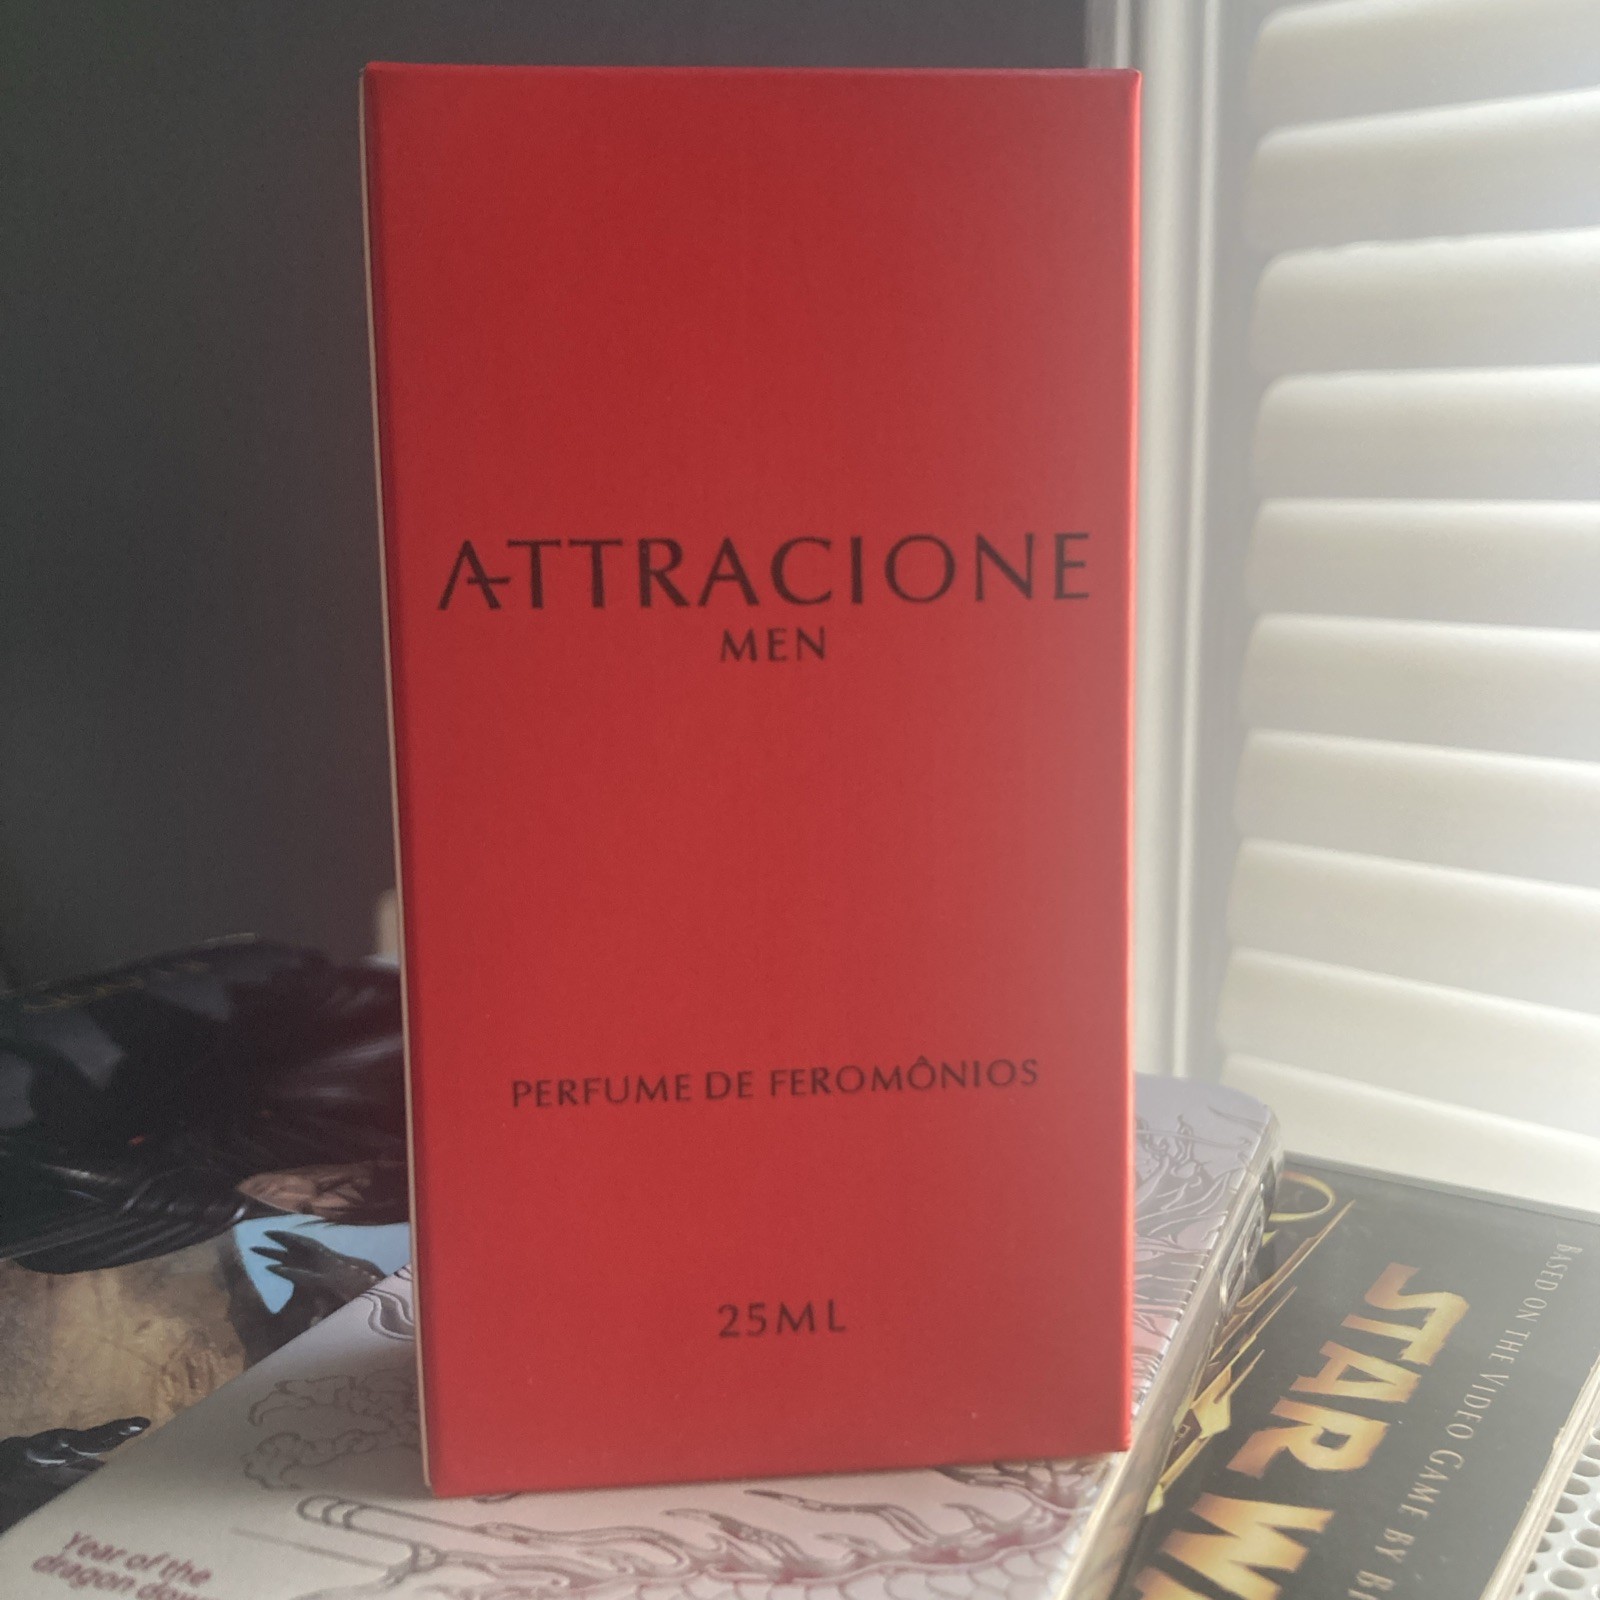 ATTRACIONE
MEN
PERFUME DE FEROMÔNIOS
25ML
Year of the
dragon
STAR
BASED ON THE VIDEO GAME BY